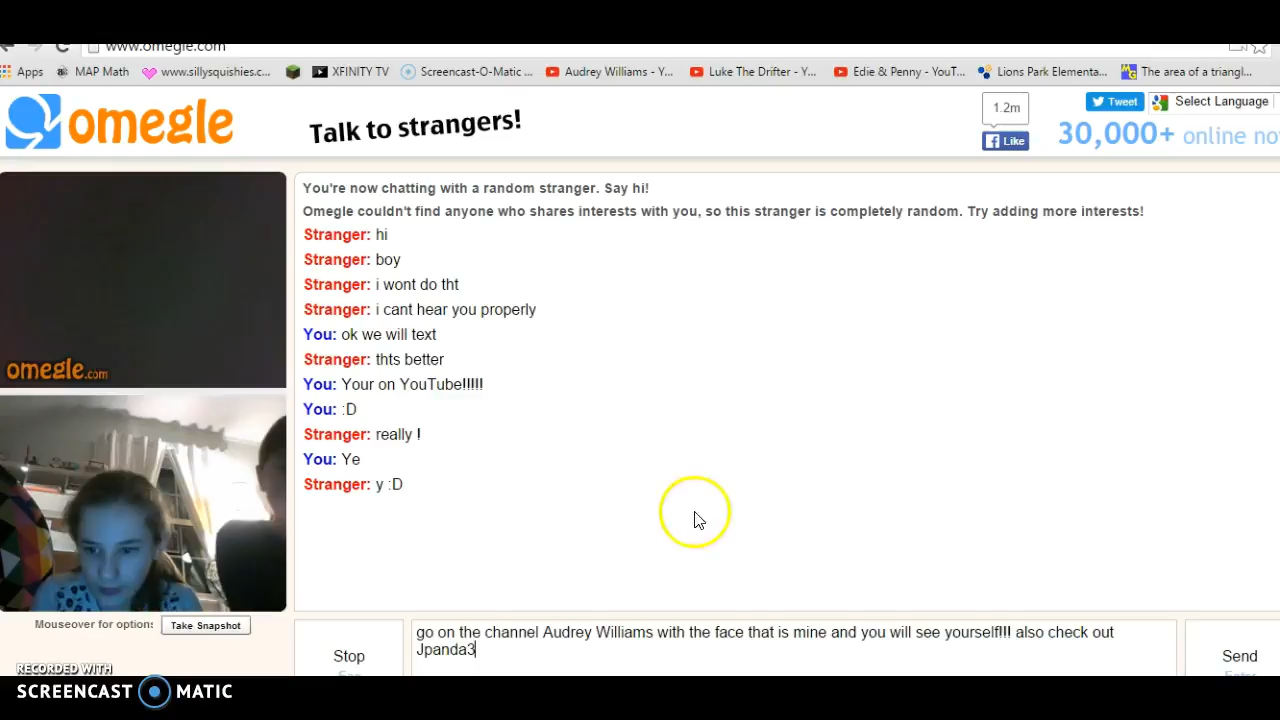 www.omegle.com
Apps MAP Math www.sillysquishies.c... XFINITY TV Screencast-O-Matic ... Audrey Williams - Y... Luke The Drifter - Y... Edie & Penny - YouT... Lions Park Elementa... The area of a triangl...
omegle Talk to strangers! 1.2m Like Tweet Select Language
30,000+ online no
You're now chatting with a random stranger. Say hi!
Omegle couldn't find anyone who shares interests with you, so this stranger is completely random. Try adding more interests!
Stranger: hi
Stranger: boy
Stranger: i wont do tht
Stranger: i cant hear you properly
You: ok we will text
Stranger: thts better
You: Your on YouTube!!!!!
You: :D
Stranger: really !
You: Ye
Stranger: y :D
omegle.com
Mouseover for option: Take Snapshot
Stop
Esc
go on the channel Audrey Williams with the face that is mine and you will see yourself!!! also check out
Jpanda3
Send
Enter
RECORDED WITH
SCREENCAST MATIC